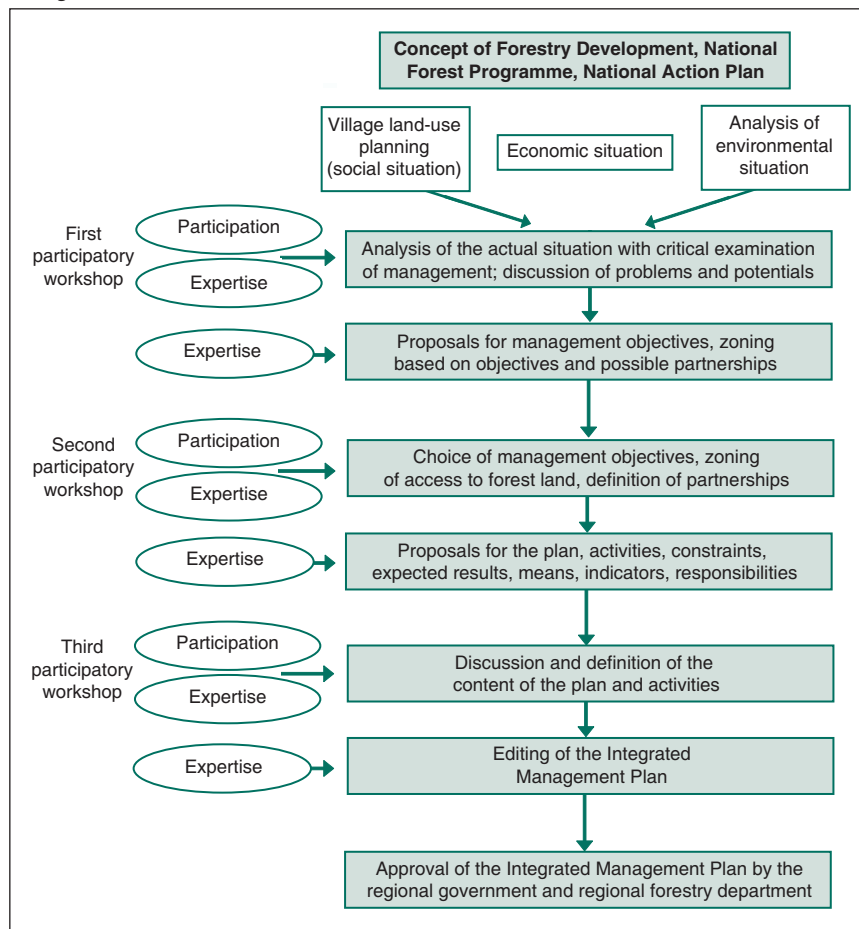 Concept of Forestry Development, National
Forest Programme, National Action Plan
Village land-use
planning
(social situation)
Economic situation
Analysis of
environmental
situation
First
participatory
workshop
Participation
Expertise
Analysis of the actual situation with critical examination
of management; discussion of problems and potentials
Expertise
Proposals for management objectives, zoning
based on objectives and possible partnerships
Second
participatory
workshop
Participation
Expertise
Choice of management objectives, zoning
of access to forest land, definition of partnerships
Expertise
Proposals for the plan, activities, constraints,
expected results, means, indicators, responsibilities
Third
participatory
workshop
Participation
Expertise
Discussion and definition of the
content of the plan and activities
Expertise
Editing of the Integrated
Management Plan
Approval of the Integrated Management Plan by the
regional government and regional forestry department